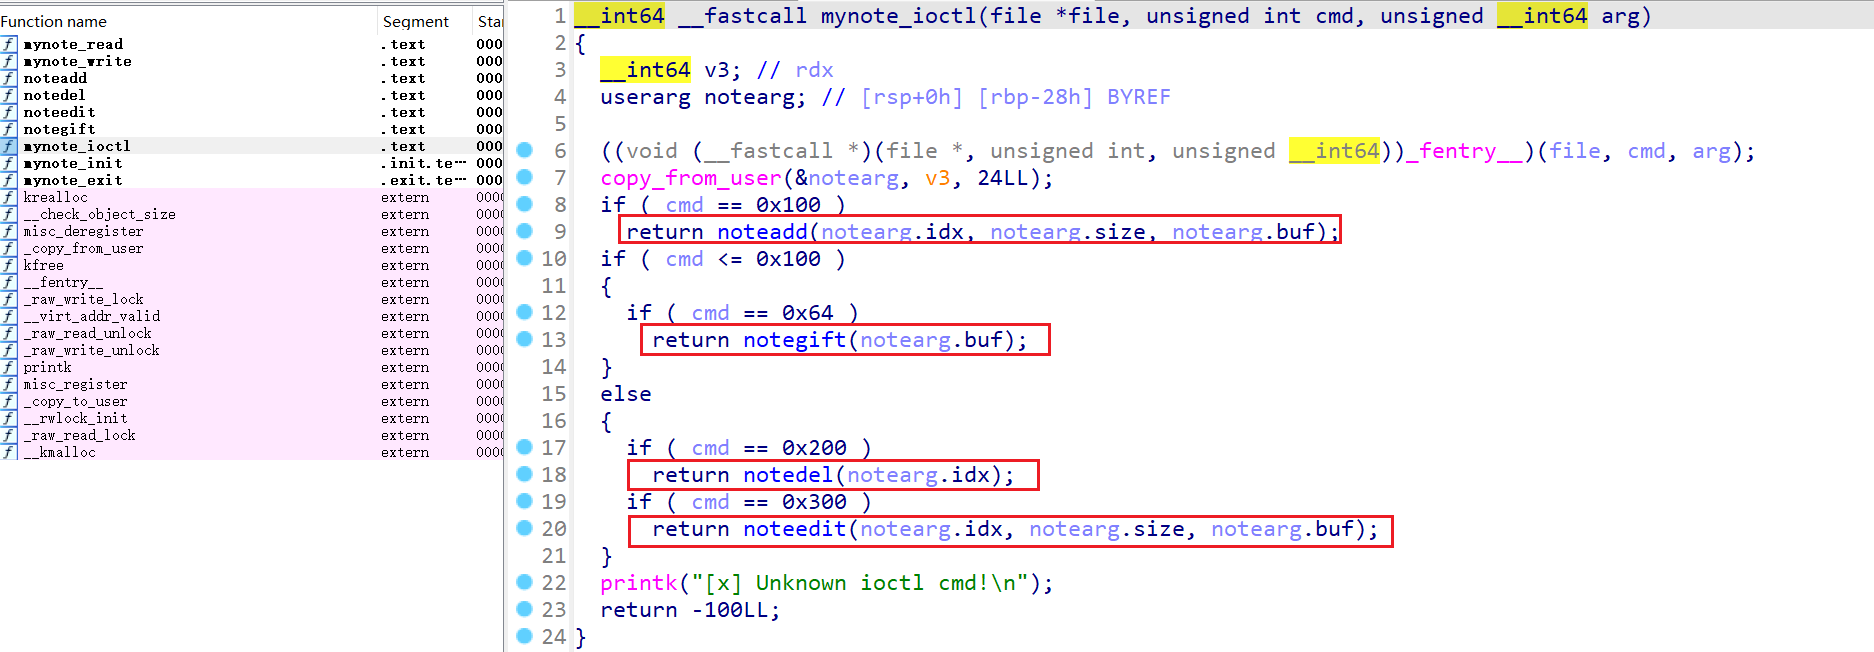 Function name Segment Star
f mynote_read .text 000
f mynote_write .text 000
f noteadd .text 000
f notedel .text 000
f noteedit .text 000
f notegift .text 000
f mynote_ioctl .text 000
f mynote_init .init.te… 000
f mynote_exit .exit.te… 000
f krealloc extern 000
f __check_object_size extern 000
f misc_deregister extern 000
f _copy_from_user extern 000
f kfree extern 000
f __fentry__ extern 000
f _raw_write_lock extern 000
f __virt_addr_valid extern 000
f _raw_read_unlock extern 000
f _raw_write_unlock extern 000
f printk extern 000
f misc_register extern 000
f _copy_to_user extern 000
f __rwlock_init extern 000
f _raw_read_lock extern 000
f __kmalloc extern 000
1 __int64 __fastcall mynote_ioctl(file *file, unsigned int cmd, unsigned __int64 arg)
2 {
3 __int64 v3; // rdx
4 userarg notearg; // [rsp+0h] [rbp-28h] BYREF
5
6 ((void (__fastcall *)(file *, unsigned int, unsigned __int64))_fentry__)(file, cmd, arg);
7 copy_from_user(&notearg, v3, 24LL);
8 if ( cmd == 0x100 )
9 return noteadd(notearg.idx, notearg.size, notearg.buf);
10 if ( cmd <= 0x100 )
11 {
12 if ( cmd == 0x64 )
13 return notegift(notearg.buf);
14 }
15 else
16 {
17 if ( cmd == 0x200 )
18 return notedel(notearg.idx);
19 if ( cmd == 0x300 )
20 return noteedit(notearg.idx, notearg.size, notearg.buf);
21 }
22 printk("[x] Unknown ioctl cmd!\n");
23 return -100LL;
24 }